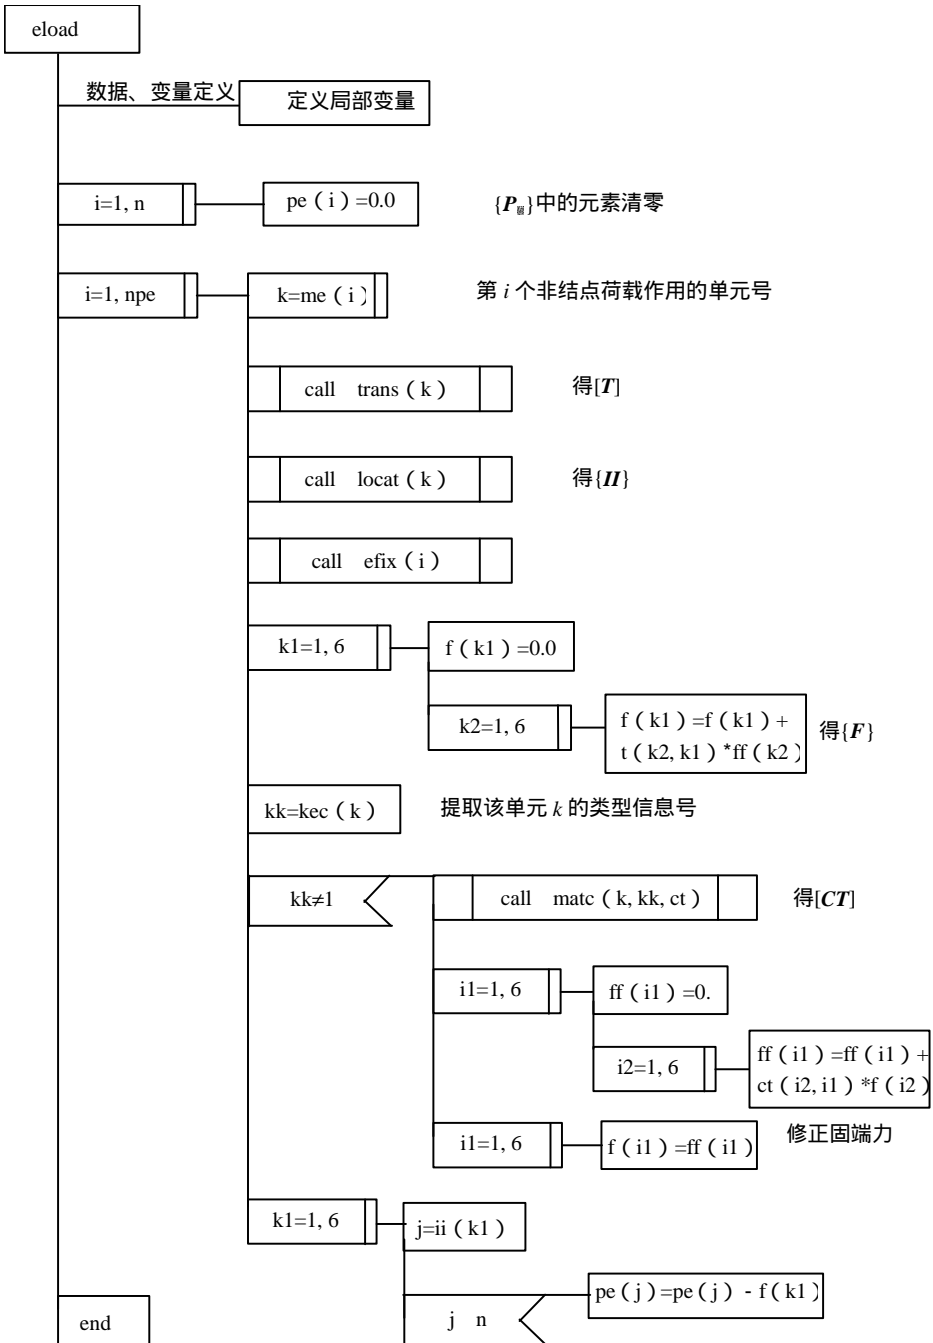 eload
数据、变量定义
定义局部变量
i=1, n
pe（i）=0.0
{P固}中的元素清零
i=1, npe
k=me（i）
第 i 个非结点荷载作用的单元号
call trans（k）
得[T]
call locat（k）
得{II}
call efix（i）
k1=1, 6
f（k1）=0.0
k2=1, 6
f（k1）=f（k1）+
t（k2, k1）*ff（k2）
得{F}
kk=kec（k）
提取该单元 k 的类型信息号
kk≠1
call matc（k, kk, ct）
得[CT]
i1=1, 6
ff（i1）=0.
i2=1, 6
ff（i1）=ff（i1）+
ct（i2, i1）*f（i2）
修正固端力
i1=1, 6
f（i1）=ff（i1）
k1=1, 6
j=ii（k1）
pe（j）=pe（j）- f（k1）
j n
end